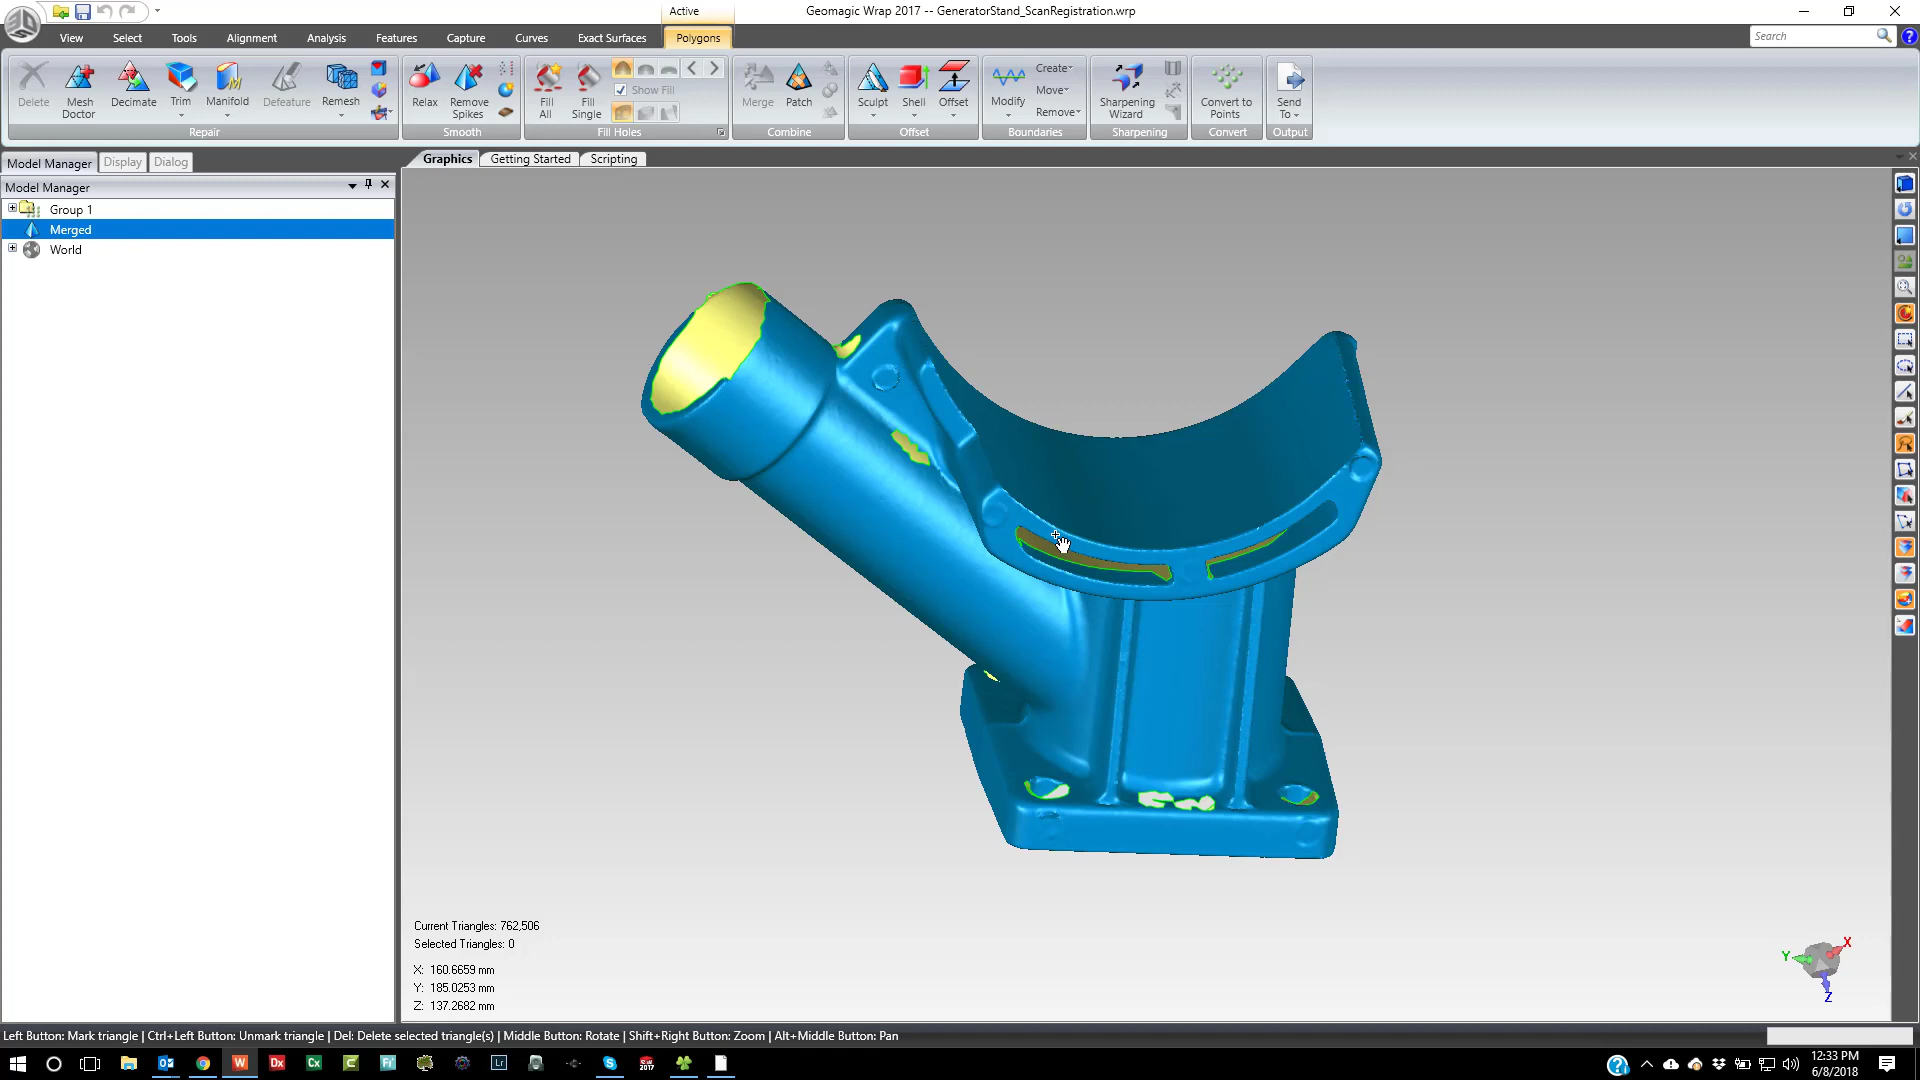 Active
Geomagic Wrap 2017 -- GeneratorStand_ScanRegistration.wrp
View Select Tools Alignment Analysis Features Capture Curves Exact Surfaces Polygons
Search
Delete
Mesh Doctor
Decimate
Trim
Manifold
Defeature
Remesh
Repair
Relax
Remove Spikes
Smooth
Fill All
Fill Single
Show Fill
Fill Holes
Merge
Patch
Combine
Sculpt
Shell
Offset
Offset
Modify
Create
Move
Remove
Boundaries
Sharpening Wizard
Sharpening
Convert to Points
Convert
Send To
Output
Model Manager Display Dialog
Graphics Getting Started Scripting
Model Manager
Group 1
Merged
World
Current Triangles: 762,506
Selected Triangles: 0
X: 160.6659 mm
Y: 185.0253 mm
Z: 137.2682 mm
X
Y
Z
Left Button: Mark triangle | Ctrl+Left Button: Unmark triangle | Del: Delete selected triangle(s) | Middle Button: Rotate | Shift+Right Button: Zoom | Alt+Middle Button: Pan
W Dx Cx C Fi Lr S 2017
12:33 PM
6/8/2018